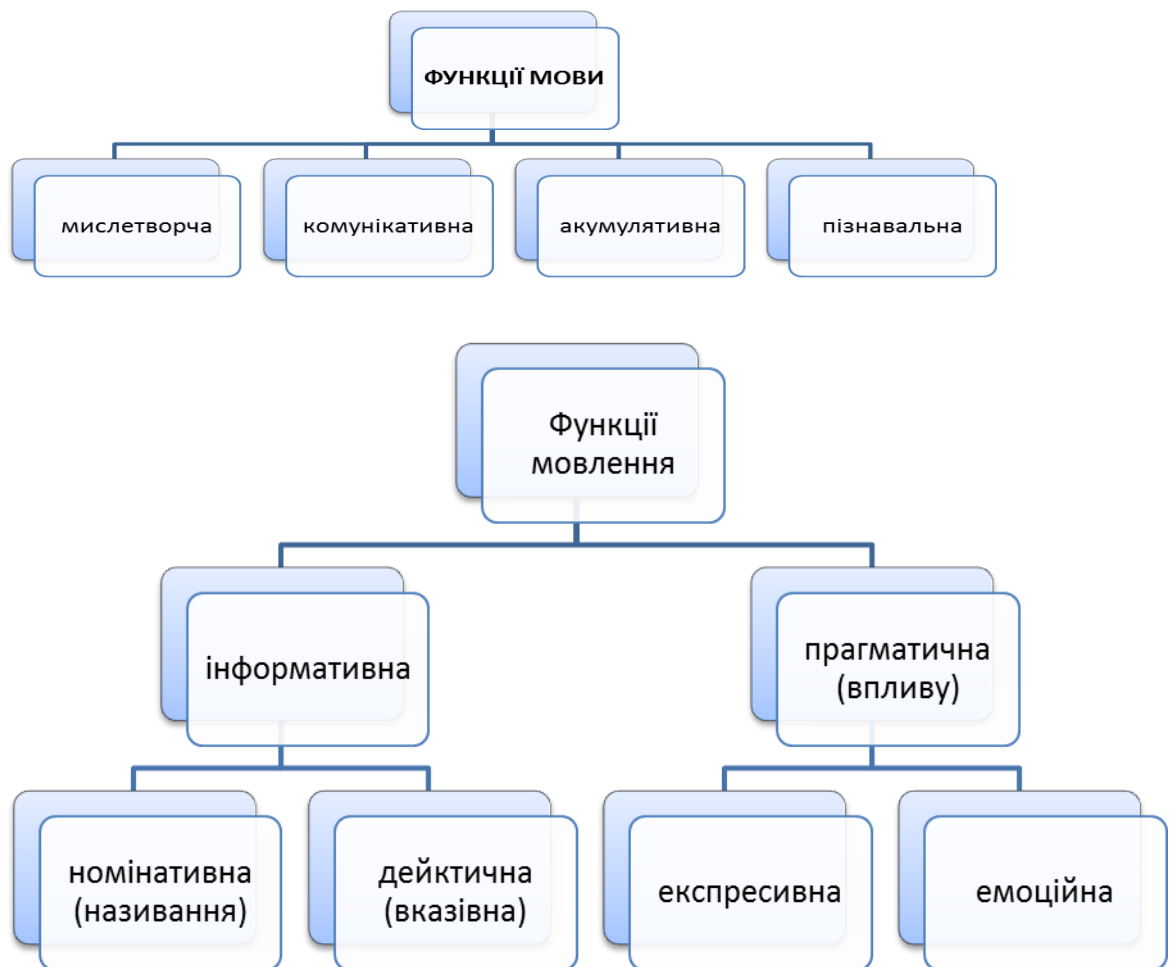 ФУНКЦІЇ МОВИ
мислетворча
комунікативна
акумулятивна
пізнавальна
Функції
мовлення
інформативна
прагматична
(впливу)
номінативна
(називання)
дейктична
(вказівна)
експресивна
емоційна